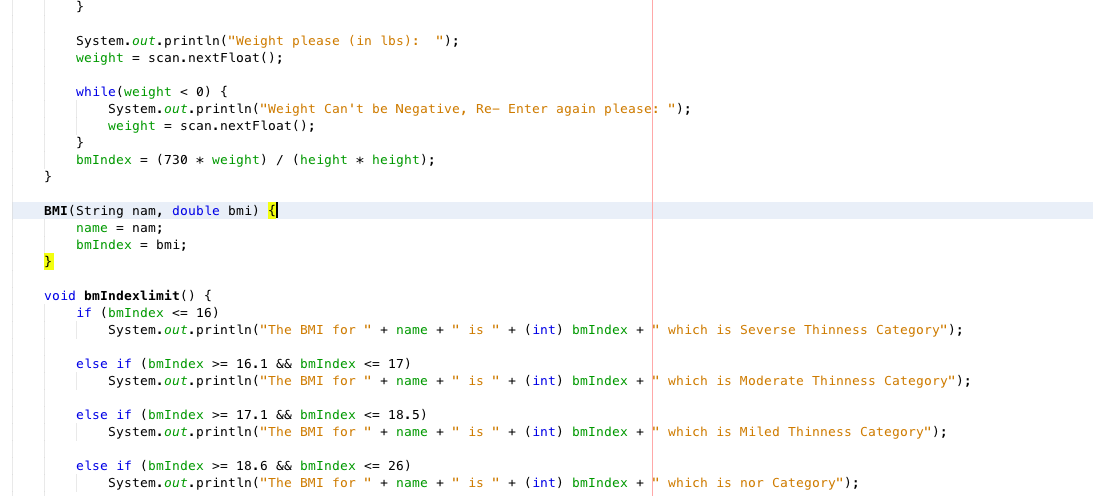 }
System.out.println("Weight please (in lbs):  ");
weight = scan.nextFloat();
while(weight < 0) {
System.out.println("Weight Can't be Negative, Re– Enter again please: ");
weight = scan.nextFloat();
}
bmIndex = (730 * weight) / (height * height);
}
BMI(String nam, double bmi) {
name = nam;
bmIndex = bmi;
}
void bmIndexlimit() {
if (bmIndex <= 16)
System.out.println("The BMI for " + name + " is " + (int) bmIndex + " which is Severse Thinness Category");
else if (bmIndex >= 16.1 && bmIndex <= 17)
System.out.println("The BMI for " + name + " is " + (int) bmIndex + " which is Moderate Thinness Category");
else if (bmIndex >= 17.1 && bmIndex <= 18.5)
System.out.println("The BMI for " + name + " is " + (int) bmIndex + " which is Miled Thinness Category");
else if (bmIndex >= 18.6 && bmIndex <= 26)
System.out.println("The BMI for " + name + " is " + (int) bmIndex + " which is nor Category");